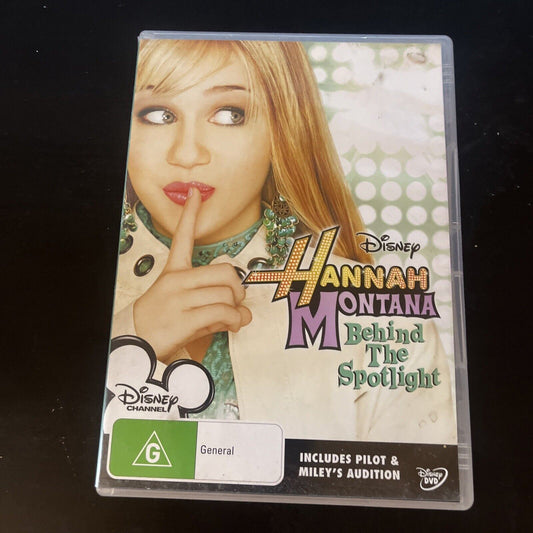 Disney
HANNAH
MONTANA
Behind
The
Spotlight
Disney
CHANNEL
G
General
INCLUDES PILOT &
MILEY'S AUDITION
Disney
DVD